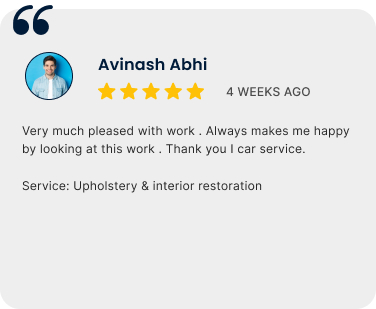 Avinash Abhi
4 WEEKS AGO
Very much pleased with work . Always makes me happy
by looking at this work . Thank you I car service.
Service: Upholstery & interior restoration